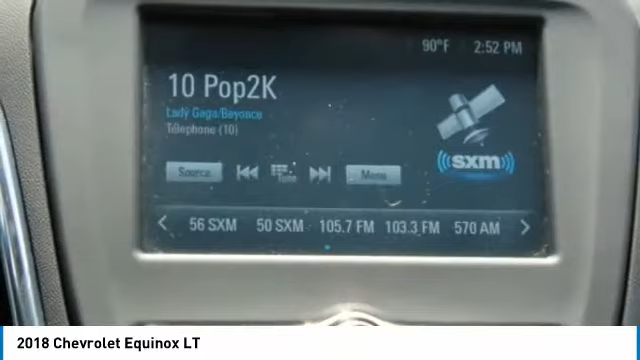 90°F 2:52 PM
10 Pop2K
Lady Gaga/Beyonce
Telephone (10)
sxm
Source Tune Menu
56 SXM 50 SXM 105.7 FM 103.3 FM 570 AM
2018 Chevrolet Equinox LT